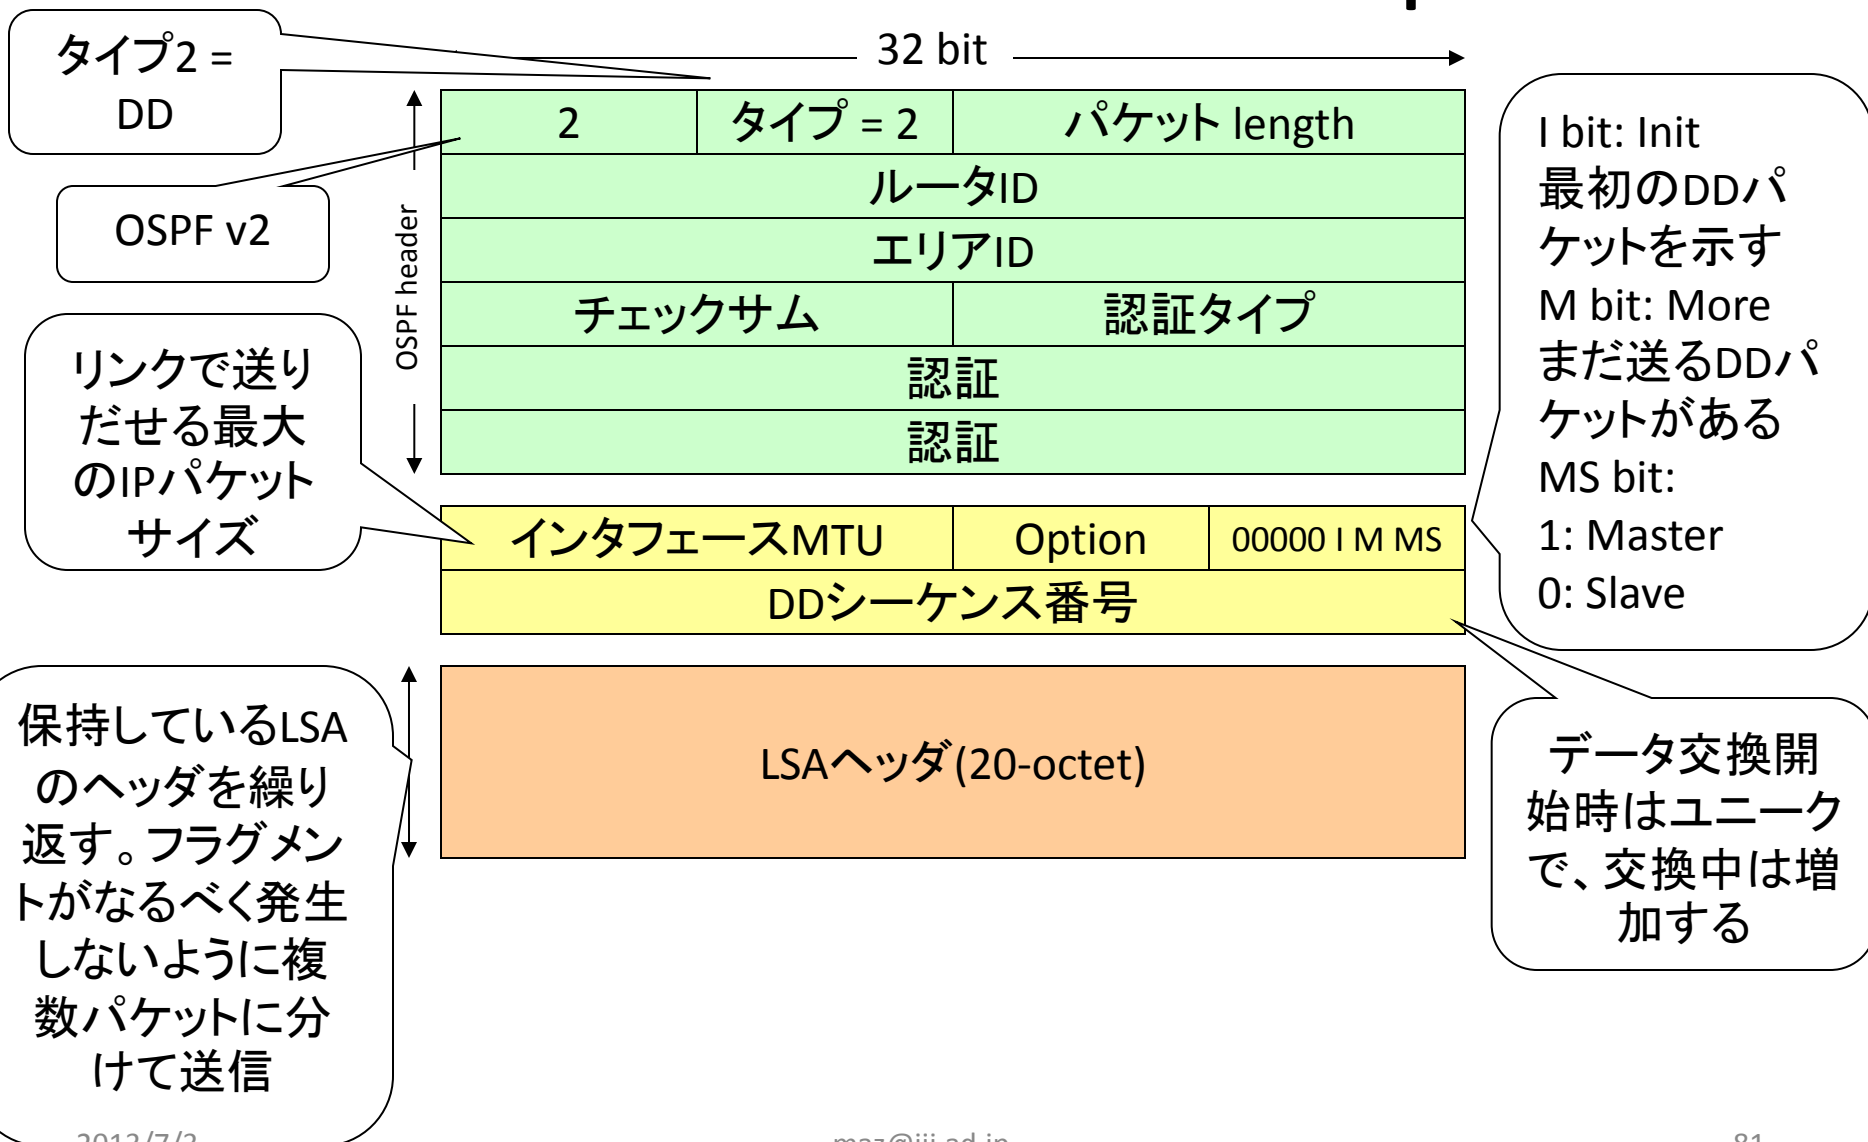 タイプ2 =
DD
32 bit
2 タイプ = 2 パケット length
ルータID
エリアID
チェックサム 認証タイプ
認証
認証
OSPF header
OSPF v2
リンクで送り
だせる最大
のIPパケット
サイズ
インタフェースMTU Option 00000 I M MS
DDシーケンス番号
I bit: Init
最初のDDパ
ケットを示す
M bit: More
まだ送るDDパ
ケットがある
MS bit:
1: Master
0: Slave
保持しているLSA
のヘッダを繰り
返す。フラグメン
トがなるべく発生
しないように複
数パケットに分
けて送信
LSAヘッダ(20-octet)
データ交換開
始時はユニーク
で、交換中は増
加する
maz@iij.ad.jp
81